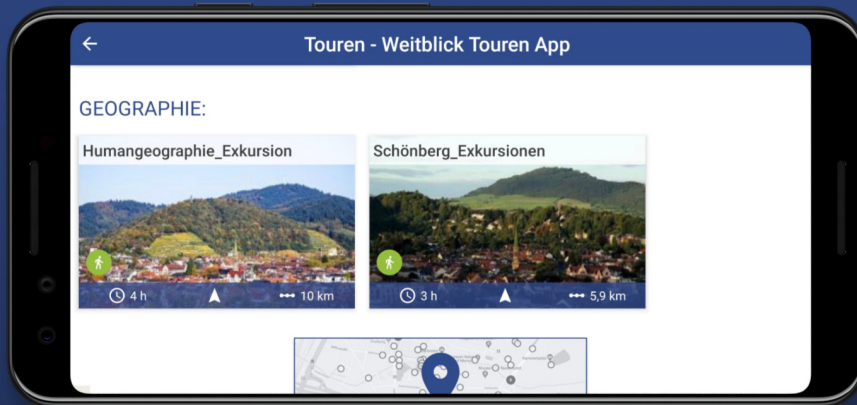 Touren - Weitblick Touren App
GEOGRAPHIE:
Humangeographie_Exkursion
Schönberg_Exkursionen
4 h
10 km
3 h
5,9 km